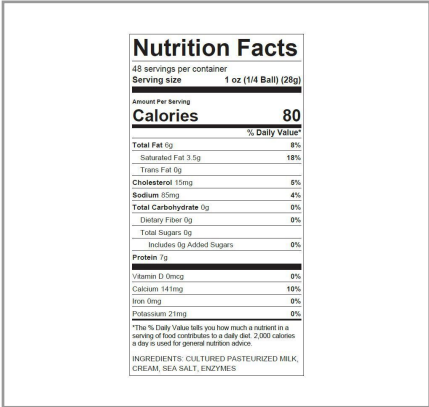 Nutrition Facts
48 servings per container
Serving size 1 oz (1/4 Ball) (28g)
Amount Per Serving
Calories 80
% Daily Value*
Total Fat 6g 8%
Saturated Fat 3.5g 18%
Trans Fat 0g
Cholesterol 15mg 5%
Sodium 85mg 4%
Total Carbohydrate 0g 0%
Dietary Fiber 0g 0%
Total Sugars 0g
Includes 0g Added Sugars 0%
Protein 7g
Vitamin D 0mcg 0%
Calcium 141mg 10%
Iron 0mg 0%
Potassium 21mg 0%
*The % Daily Value tells you how much a nutrient in a
serving of food contributes to a daily diet. 2,000 calories
a day is used for general nutrition advice.
INGREDIENTS: CULTURED PASTEURIZED MILK,
CREAM, SEA SALT, ENZYMES